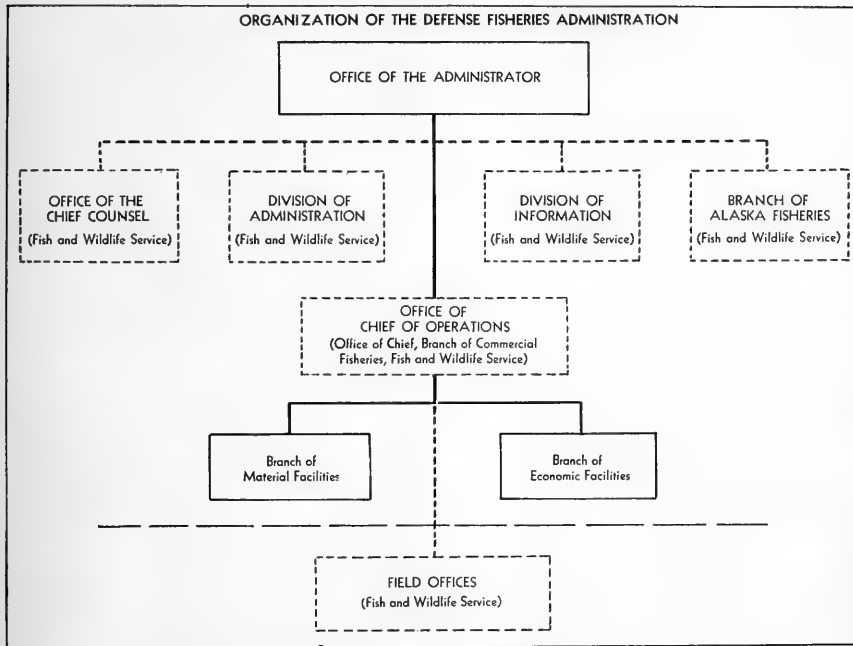 ORGANIZATION OF THE DEFENSE FISHERIES ADMINISTRATION
OFFICE OF THE ADMINISTRATOR
OFFICE OF THE
CHIEF COUNSEL
(Fish and Wildlife Service)
DIVISION OF
ADMINISTRATION
(Fish and Wildlife Service)
DIVISION OF
INFORMATION
(Fish and Wildlife Service)
BRANCH OF
ALASKA FISHERIES
(Fish and Wildlife Service)
OFFICE OF
CHIEF OF OPERATIONS
(Office of Chief, Branch of Commercial
Fisheries, Fish and Wildlife Service)
Branch of
Material Facilities
Branch of
Economic Facilities
FIELD OFFICES
(Fish and Wildlife Service)